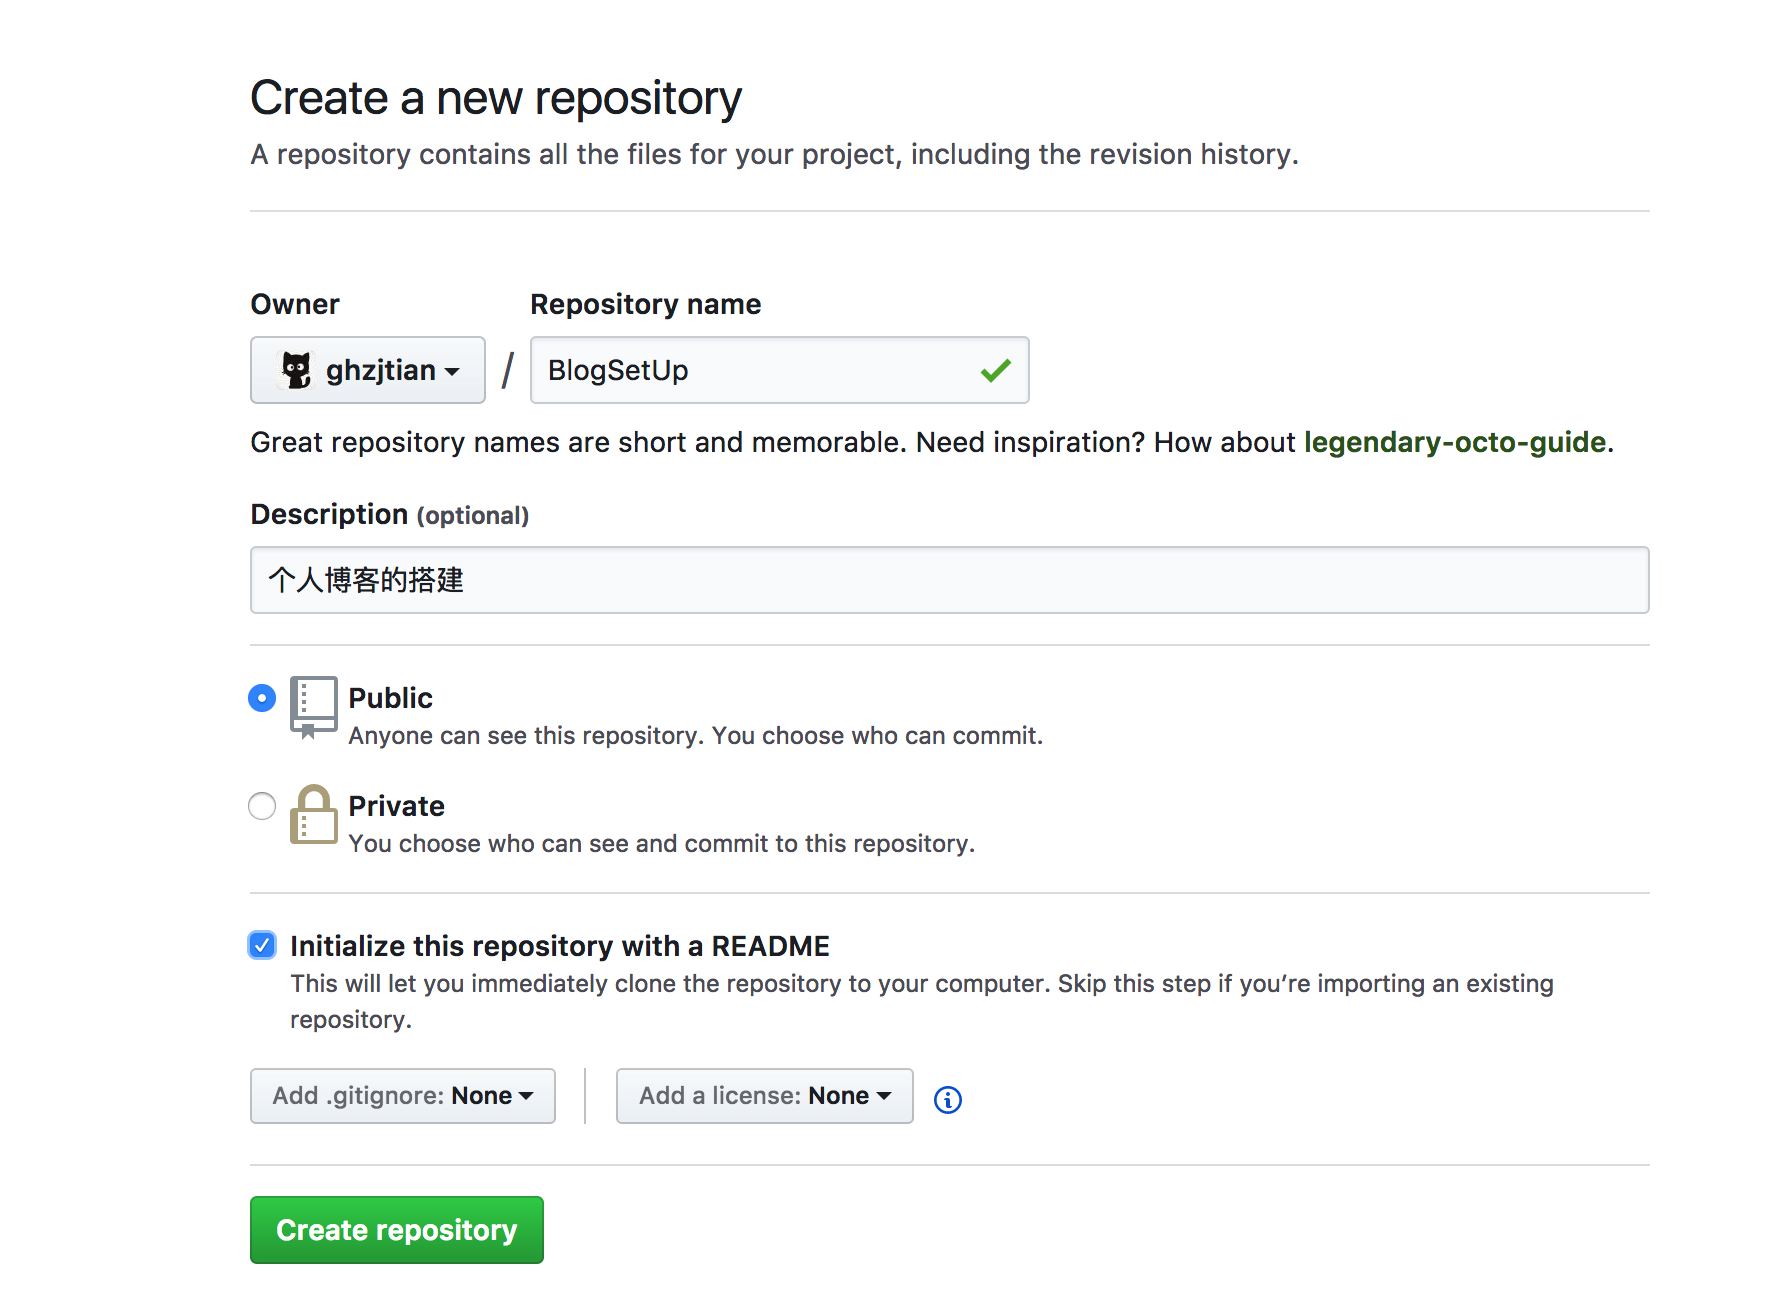 Create a new repository
A repository contains all the files for your project, including the revision history.
Owner
Repository name
ghzjtian
/
BlogSetUp
Great repository names are short and memorable. Need inspiration? How about legendary-octo-guide.
Description (optional)
个人博客的搭建
Public
Anyone can see this repository. You choose who can commit.
Private
You choose who can see and commit to this repository.
Initialize this repository with a README
This will let you immediately clone the repository to your computer. Skip this step if you’re importing an existing
repository.
Add .gitignore: None
Add a license: None
Create repository